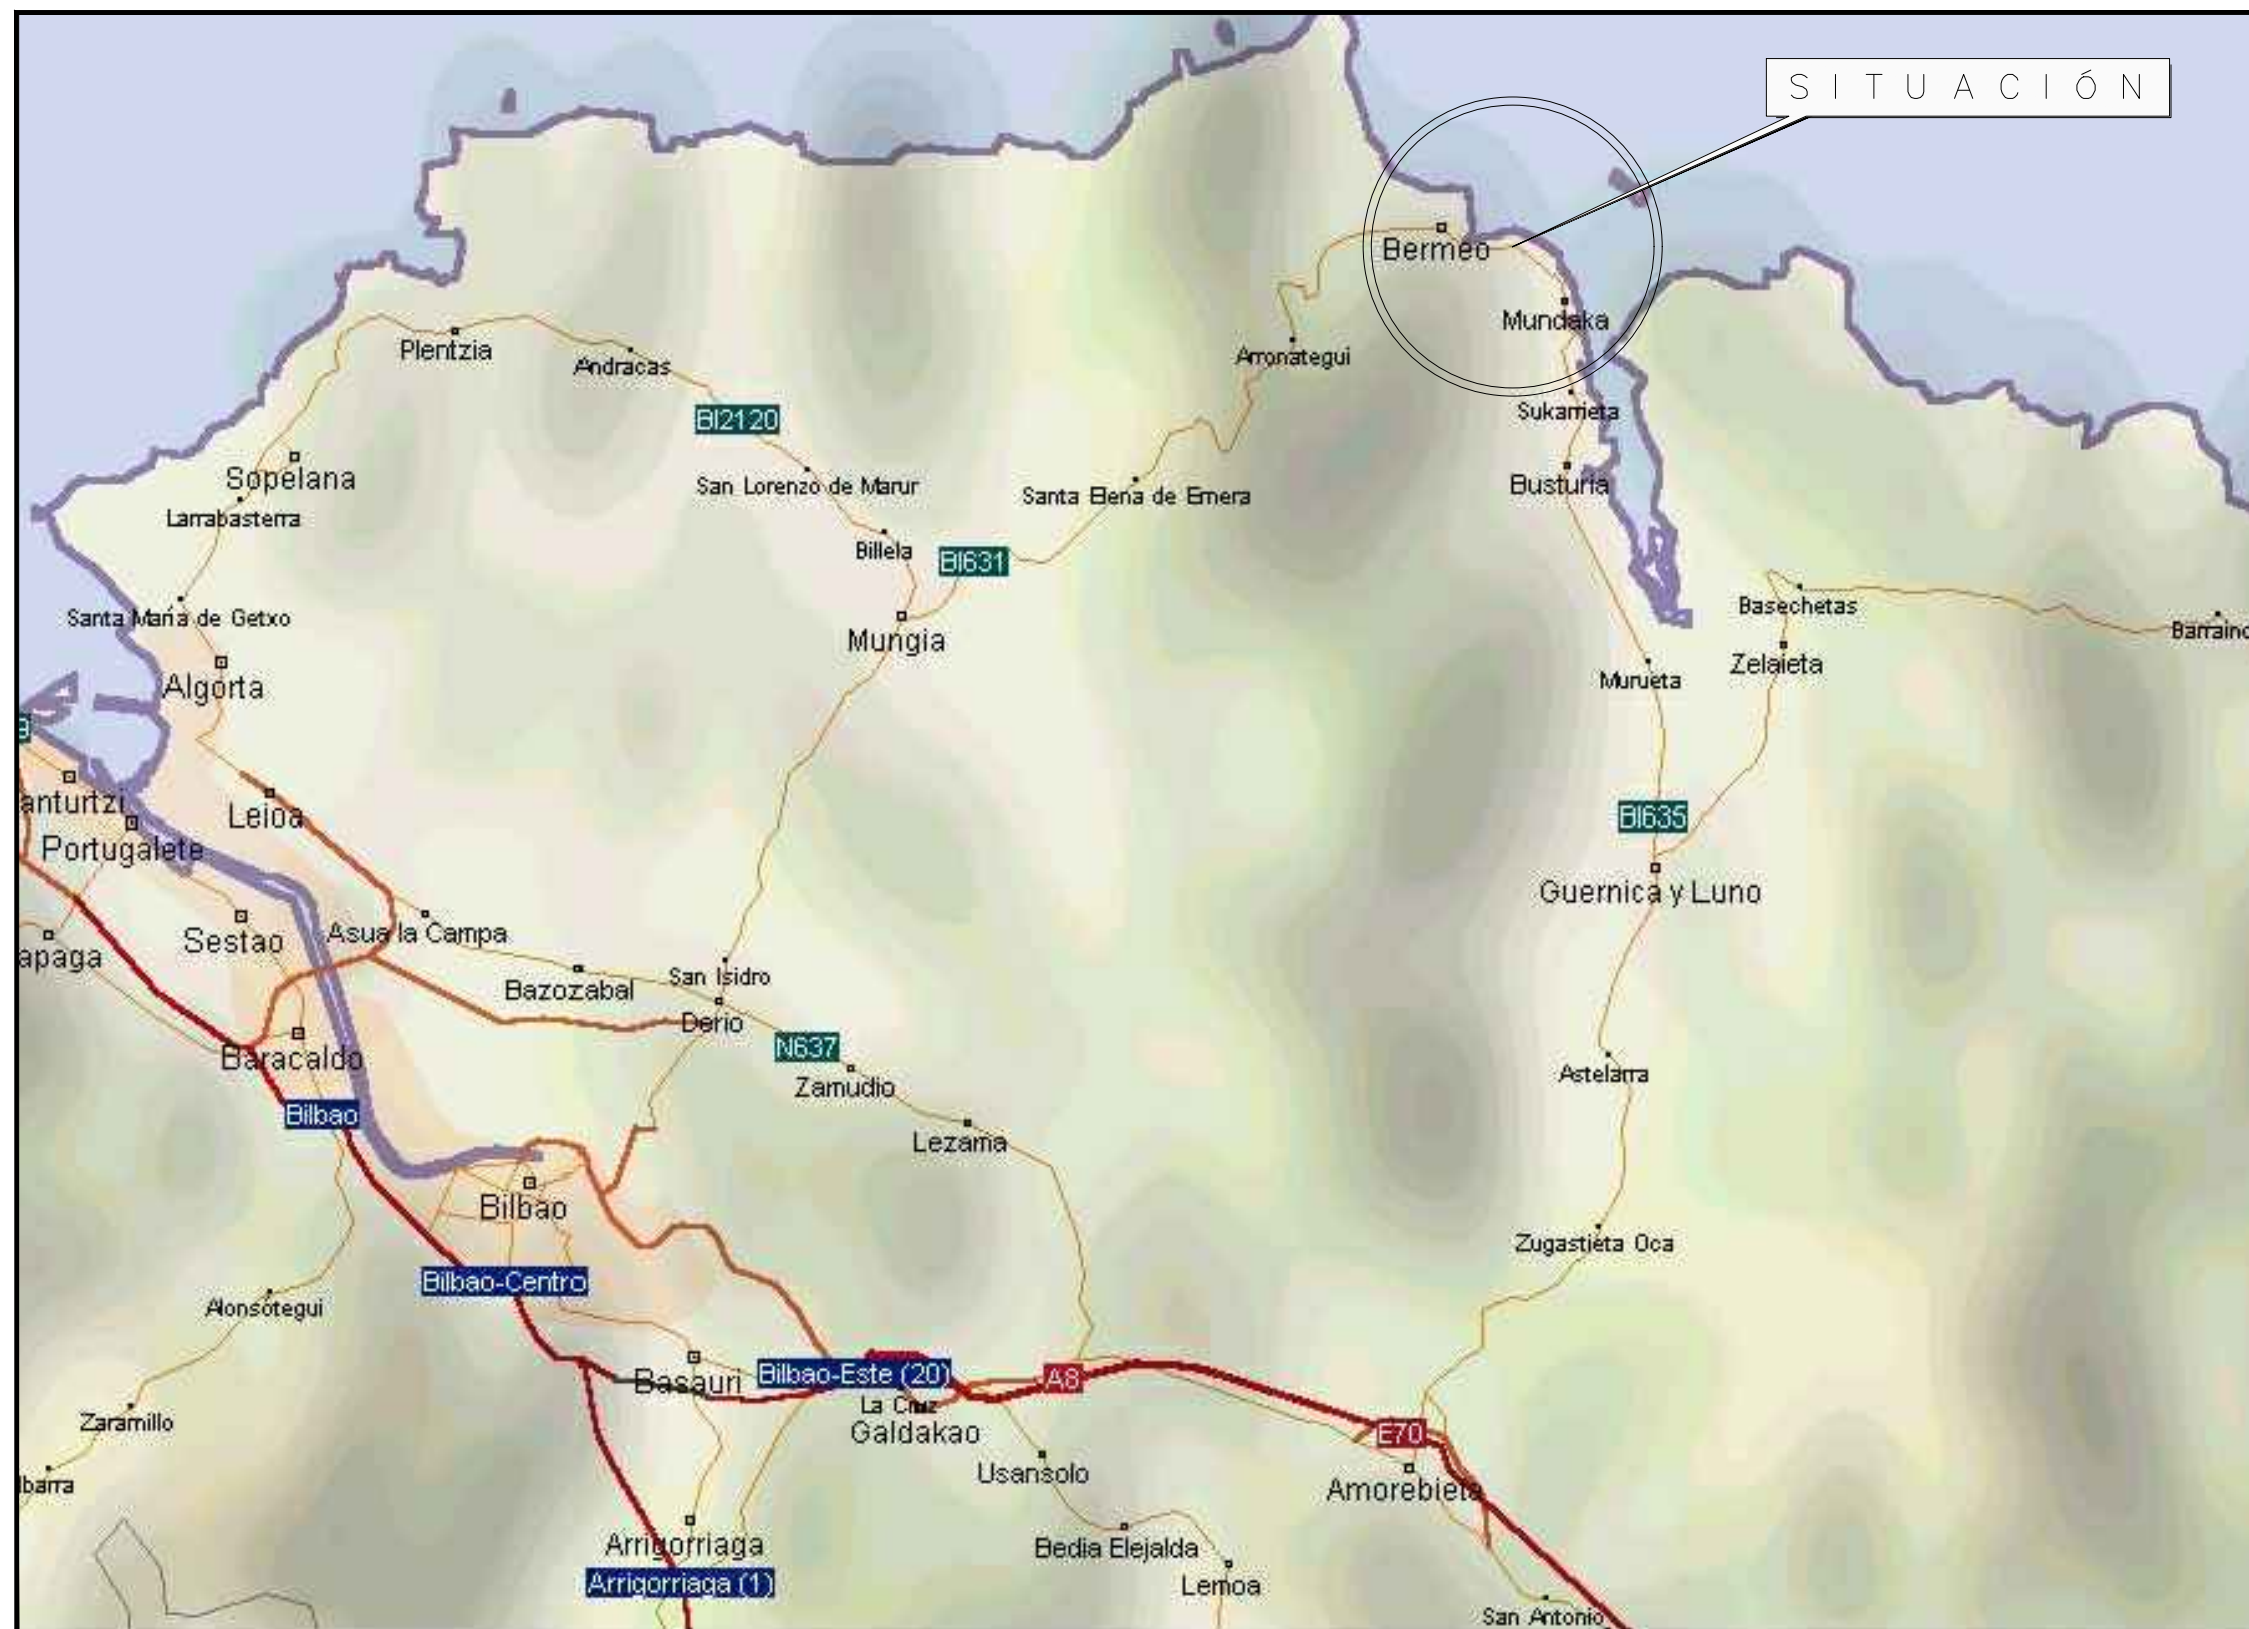 S I T U A C I Ó N
Bermeo
Mundaka
Plentzia
Arronategui
Andracas
Sukarrieta
BI2120
Sopelana
San Lorenzo de Marur
Santa Elena de Emera
Busturia
Larrabasterra
Billela
BI631
Basechetas
Santa María de Getxo
Barrainc
Mungia
Zelaieta
Murueta
Algorta
anturtzi
Leioa
BI635
Portugalete
Guernica y Luno
Asua la Campa
Sestao
apaga
San Isidro
Bazozabal
Derio
N637
Baracaldo
Astelarra
Zamudio
Bilbao
Lezama
Bilbao
Zugastieta Oca
Bilbao-Centro
Alonsotegui
Bilbao-Este (20)
A8
Basauri
La Cruz
Zaramillo
Galdakao
E70
Usansolo
Ibarra
Amorebieta
Arrigorriaga
Bedia Elejalda
Arrigorriaga (1)
Lemoa
San Antonio